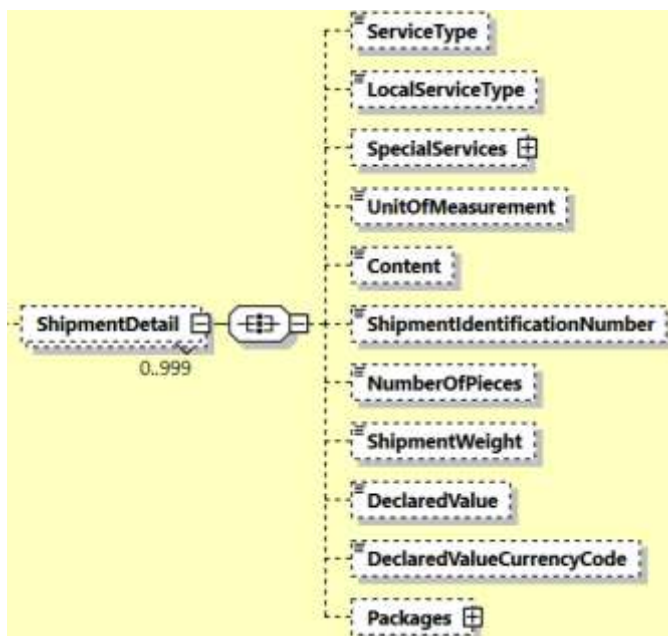 ServiceType
LocalServiceType
SpecialServices
UnitOfMeasurement
Content
ShipmentDetail
0..999
ShipmentIdentificationNumber
NumberOfPieces
ShipmentWeight
DeclaredValue
DeclaredValueCurrencyCode
Packages